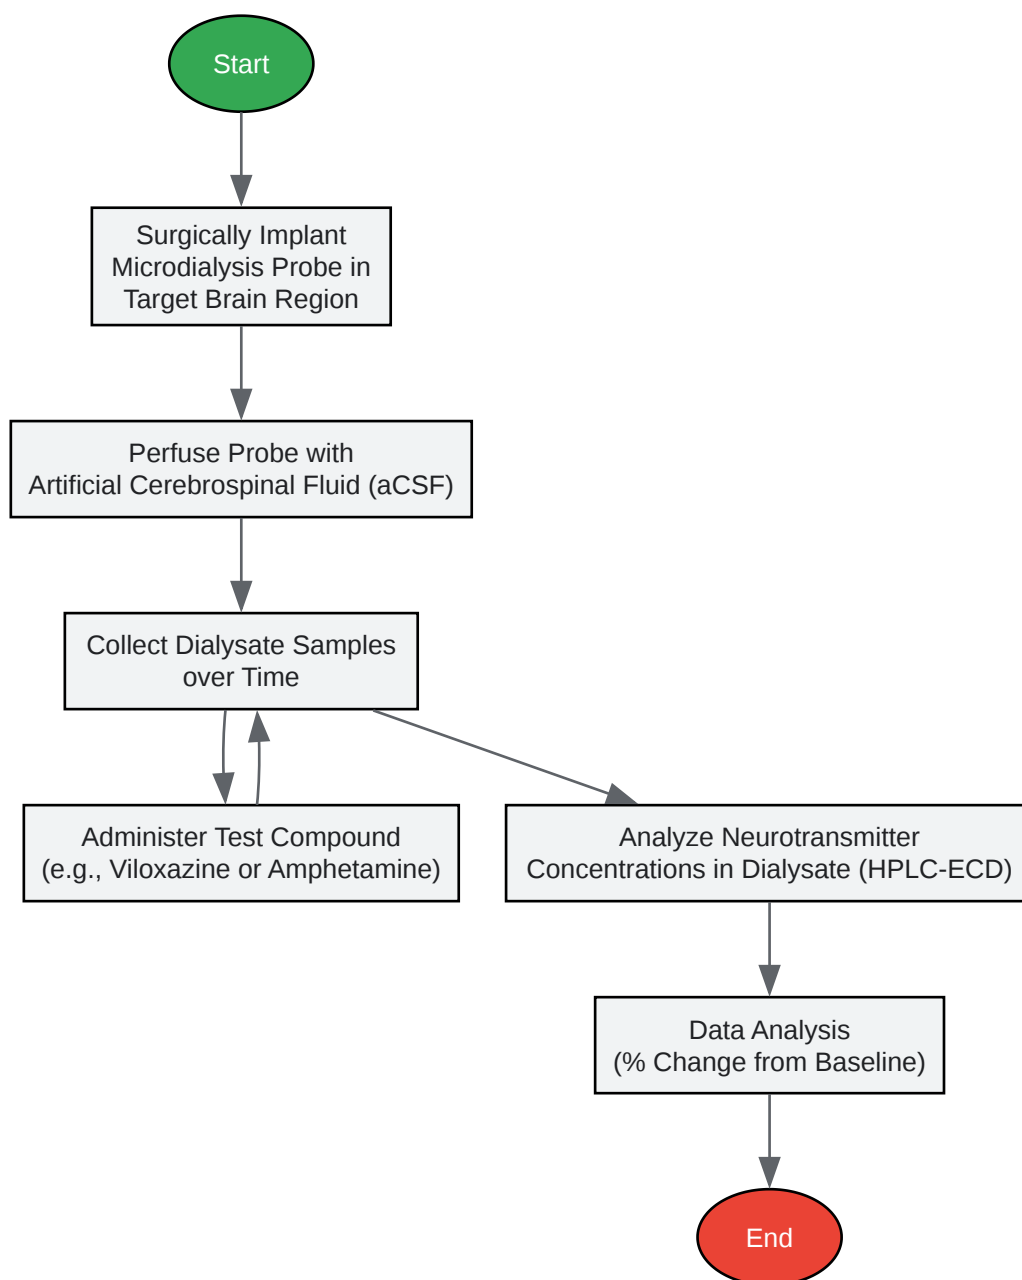 Start
Surgically Implant
Microdialysis Probe in
Target Brain Region
Perfuse Probe with
Artificial Cerebrospinal Fluid (aCSF)
Collect Dialysate Samples
over Time
Administer Test Compound
(e.g., Viloxazine or Amphetamine)
Analyze Neurotransmitter
Concentrations in Dialysate (HPLC-ECD)
Data Analysis
(% Change from Baseline)
End